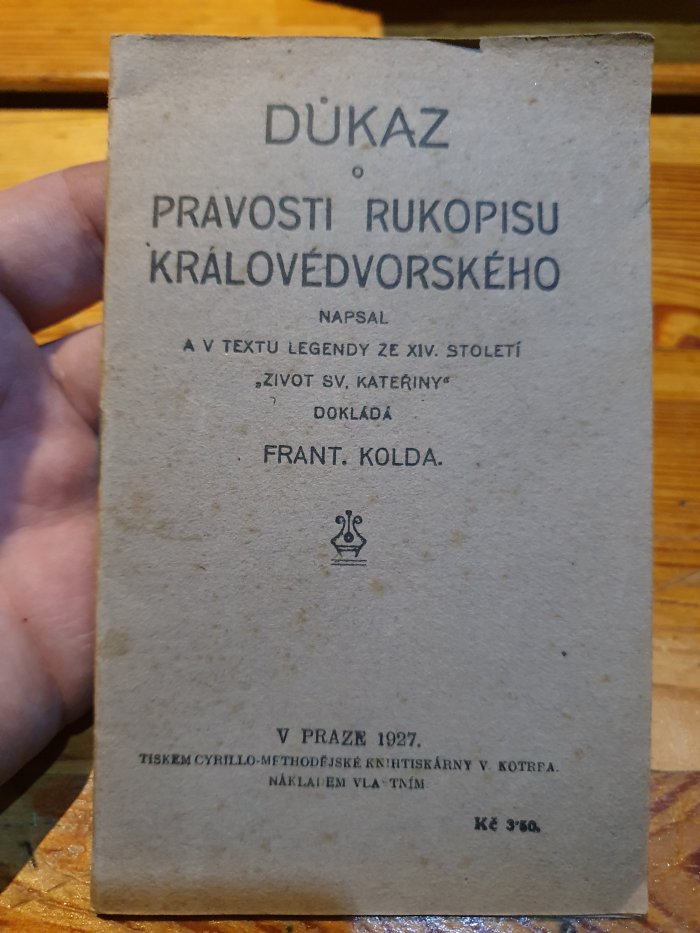 DŮKAZ
O
PRAVOSTI RUKOPISU
KRÁLOVÉDVORSKÉHO
NAPSAL
A V TEXTU LEGENDY ZE XIV. STOLETÍ
„ZIVOT SV. KATEŘINY“
DOKLÁDÁ
FRANT. KOLDA.
V PRAZE 1927.
TISKEM CYRILLO-METHODĚJSKÉ KNIHTISKÁRNY V. KOTRBA.
NÁKLADEM VLASTNÍM
Kč 3·50.